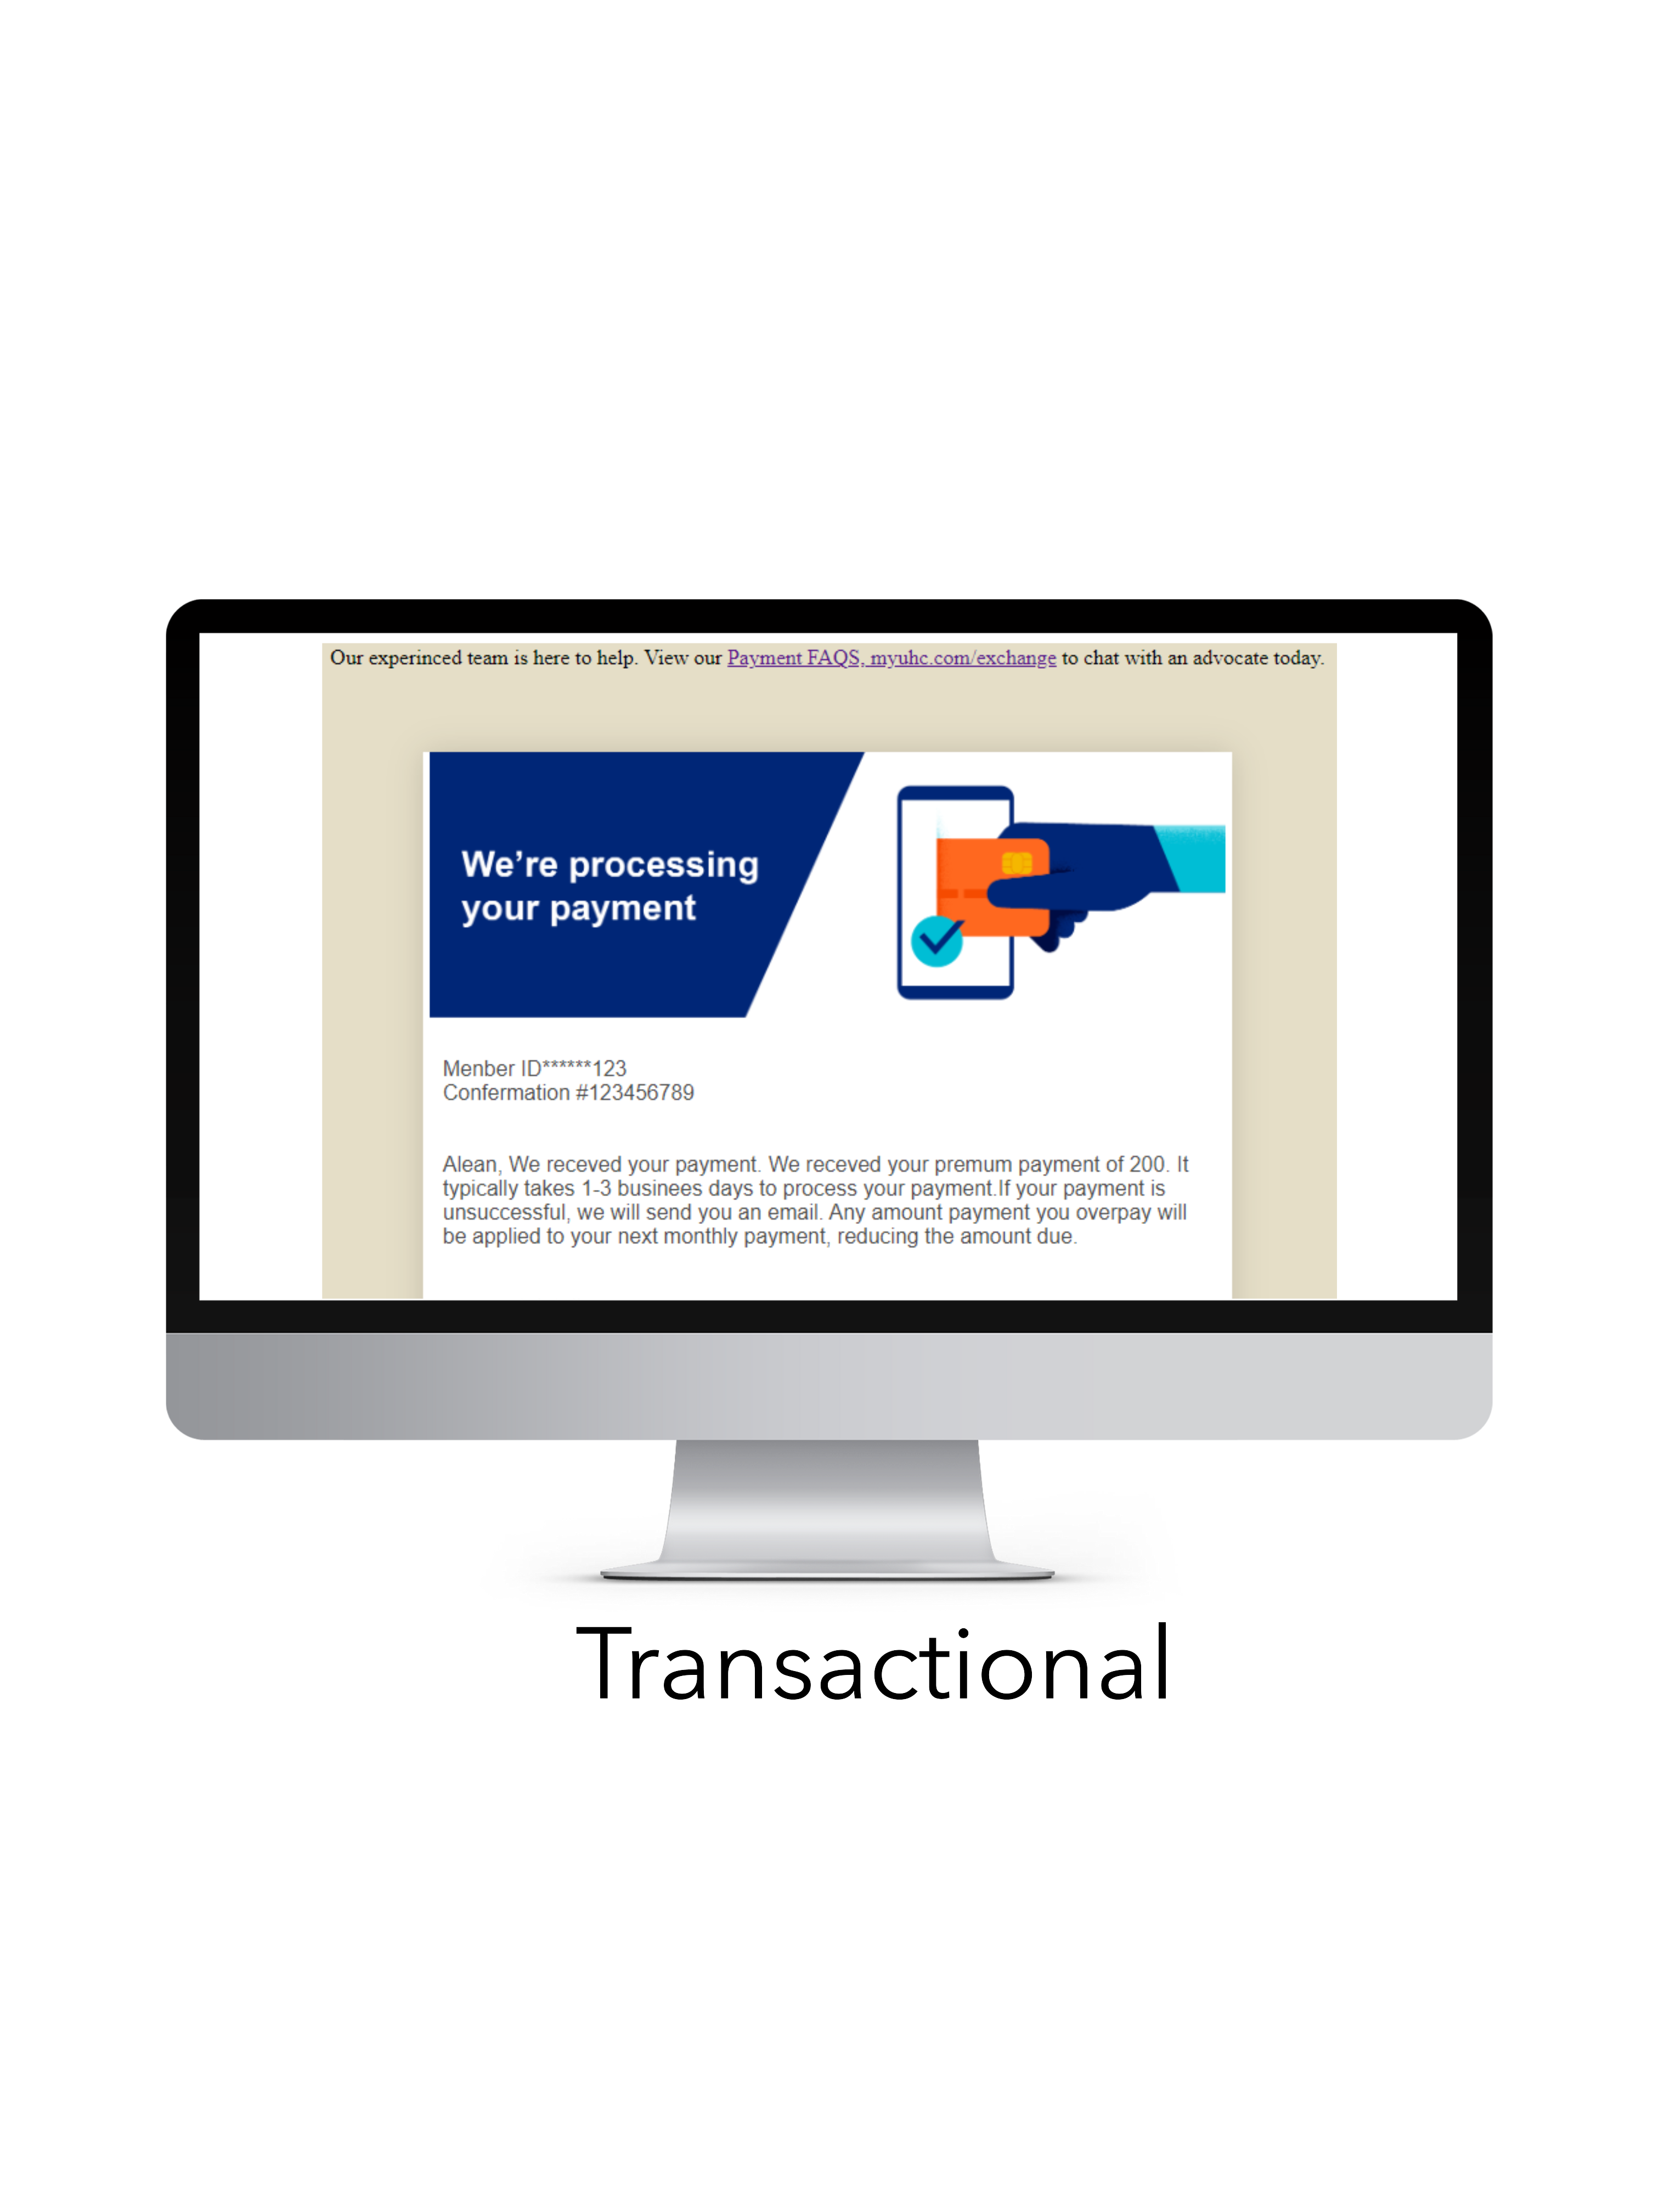 Our experinced team is here to help. View our Payment FAQS, myuhc.com/exchange to chat with an advocate today.
We’re processing
your payment
Menber ID******123
Confermation #123456789
Alean, We receved your payment. We receved your premum payment of 200. It
typically takes 1-3 businees days to process your payment.If your payment is
unsuccessful, we will send you an email. Any amount payment you overpay will
be applied to your next monthly payment, reducing the amount due.
Transactional